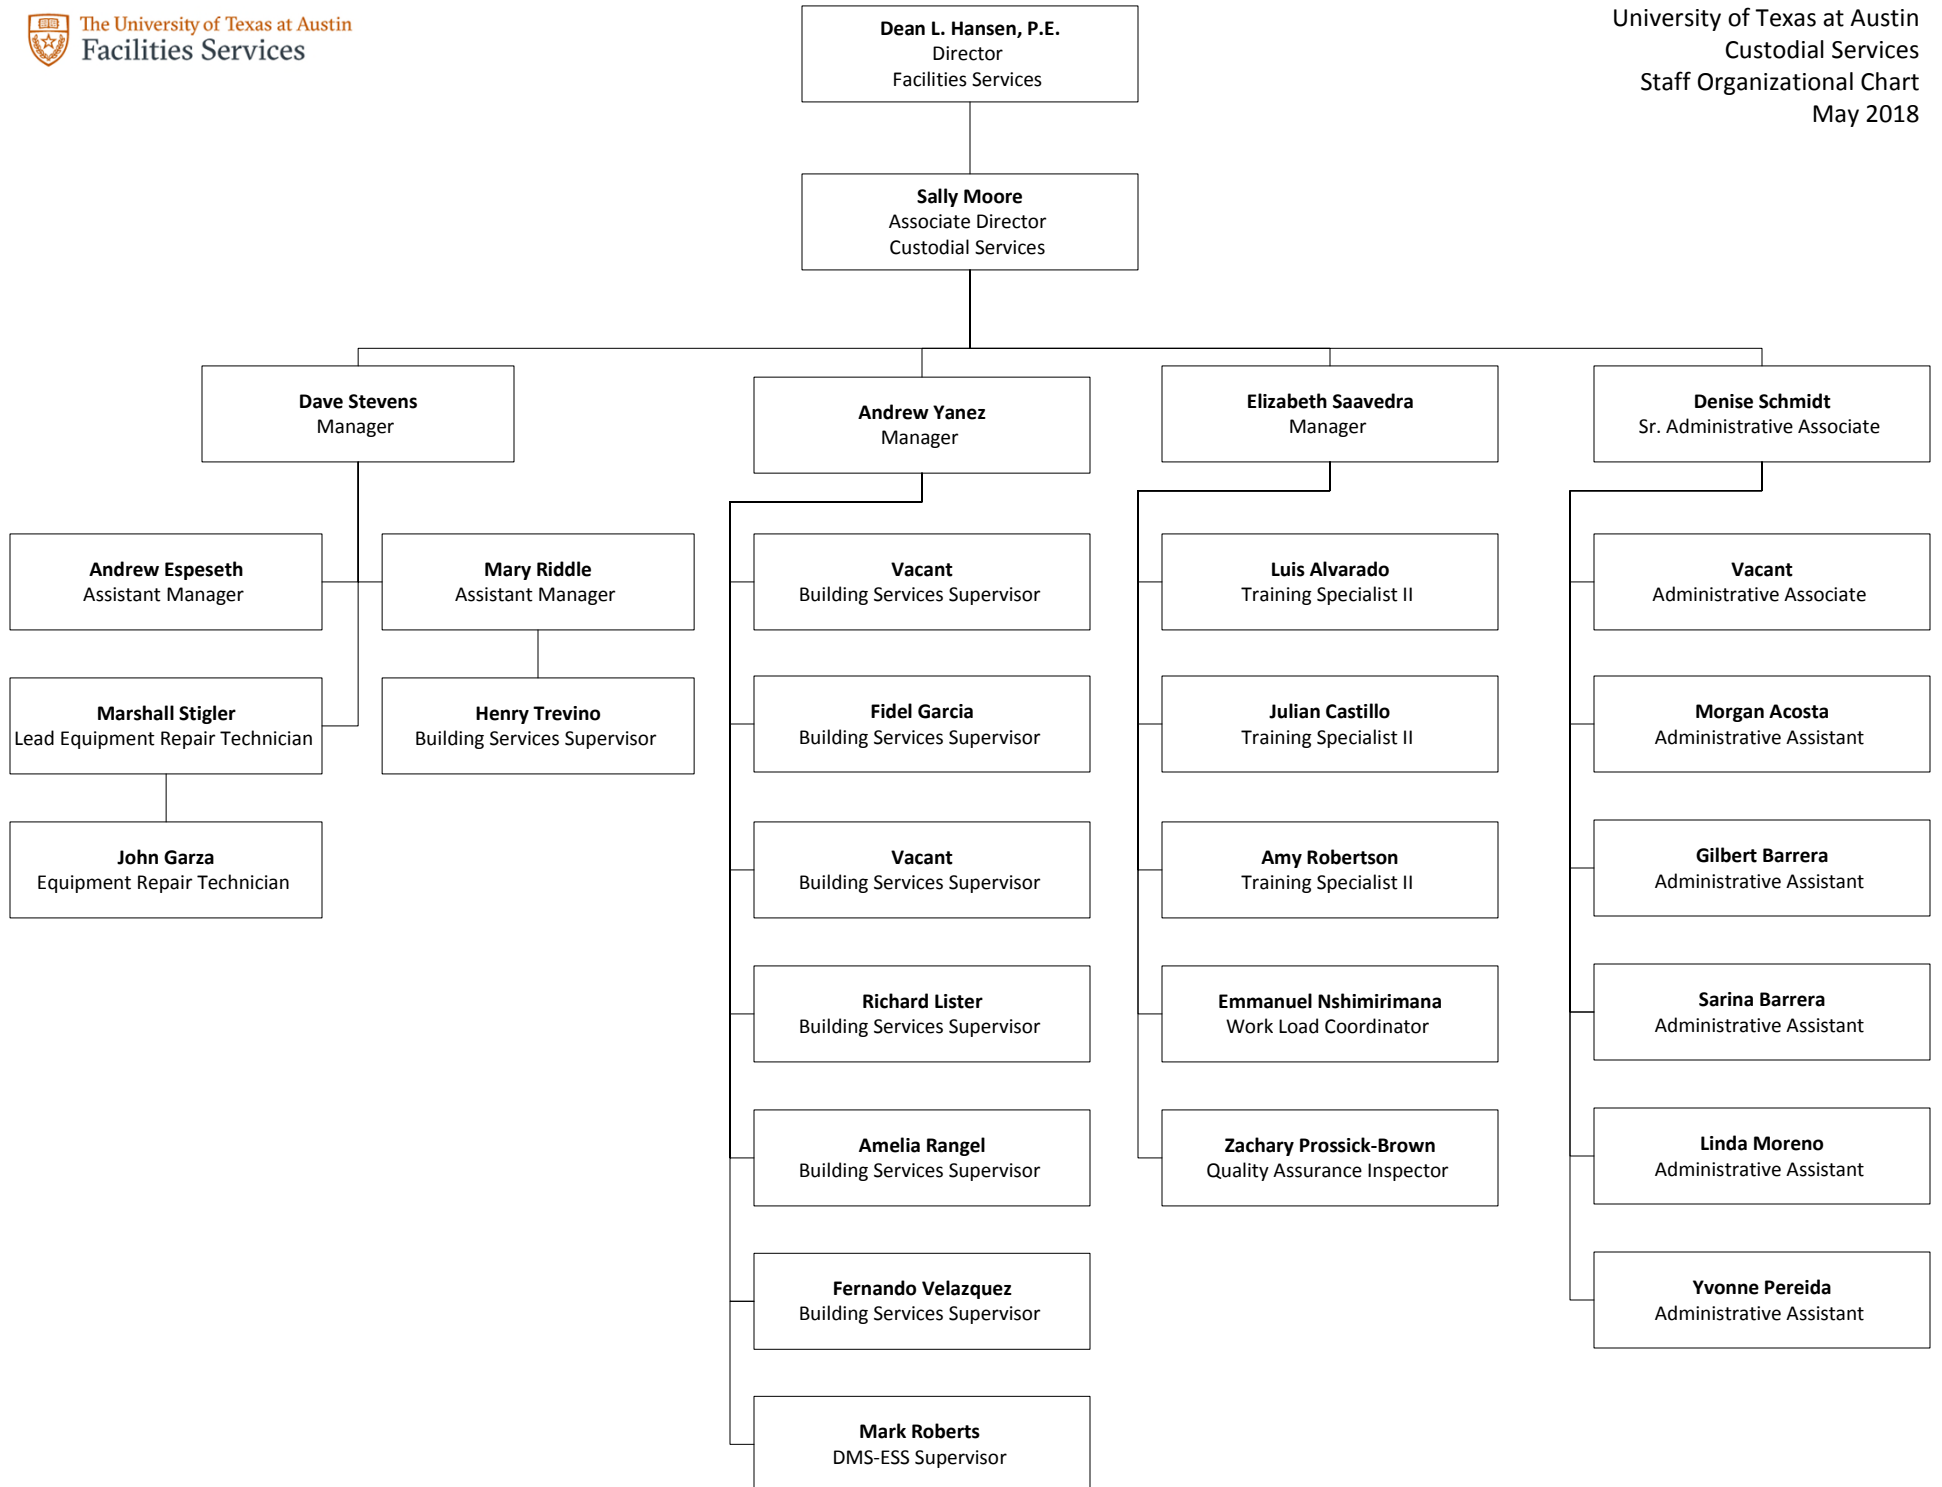 The University of Texas at Austin
Facilities Services
University of Texas at Austin
Custodial Services
Staff Organizational Chart
May 2018
Dean L. Hansen, P.E.
Director
Facilities Services
Sally Moore
Associate Director
Custodial Services
Dave Stevens
Manager
Andrew Espeseth
Assistant Manager
Mary Riddle
Assistant Manager
Marshall Stigler
Lead Equipment Repair Technician
Henry Trevino
Building Services Supervisor
John Garza
Equipment Repair Technician
Andrew Yanez
Manager
Vacant
Building Services Supervisor
Fidel Garcia
Building Services Supervisor
Vacant
Building Services Supervisor
Richard Lister
Building Services Supervisor
Amelia Rangel
Building Services Supervisor
Fernando Velazquez
Building Services Supervisor
Mark Roberts
DMS-ESS Supervisor
Elizabeth Saavedra
Manager
Luis Alvarado
Training Specialist II
Julian Castillo
Training Specialist II
Amy Robertson
Training Specialist II
Emmanuel Nshimirimana
Work Load Coordinator
Zachary Prossick-Brown
Quality Assurance Inspector
Denise Schmidt
Sr. Administrative Associate
Vacant
Administrative Associate
Morgan Acosta
Administrative Assistant
Gilbert Barrera
Administrative Assistant
Sarina Barrera
Administrative Assistant
Linda Moreno
Administrative Assistant
Yvonne Pereida
Administrative Assistant